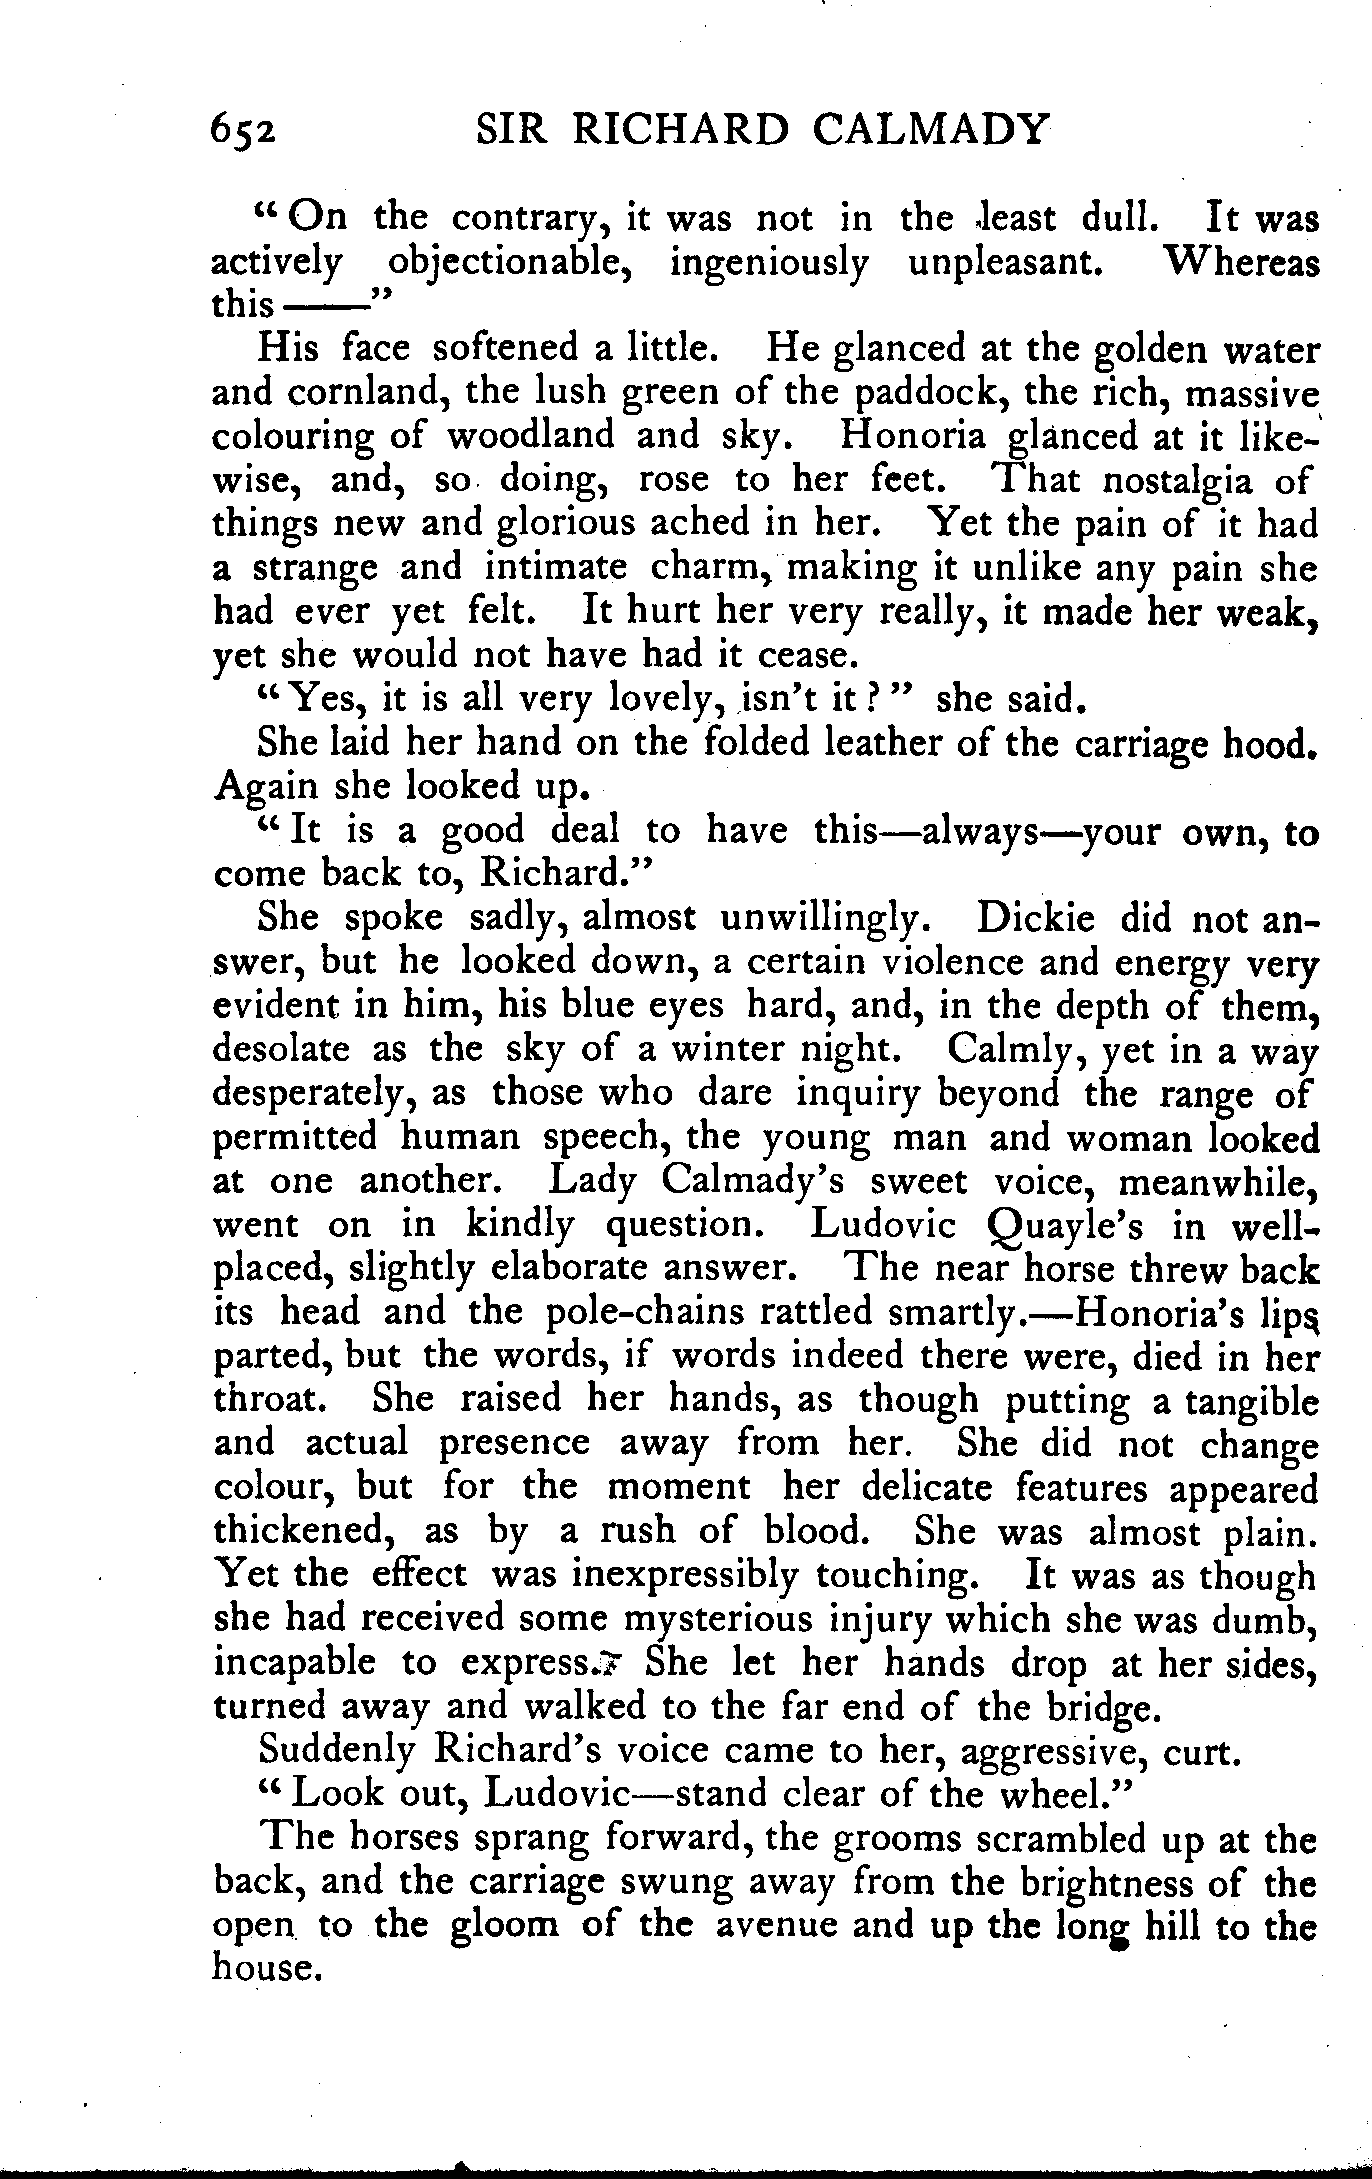 652 SIR RICHARD CALMADY
“On the contrary, it was not in the least dull. It was
actively objectionable, ingeniously unpleasant. Whereas
this ——”
His face softened a little. He glanced at the golden water
and cornland, the lush green of the paddock, the rich, massive
colouring of woodland and sky. Honoria glanced at it like-
wise, and, so doing, rose to her feet. That nostalgia of
things new and glorious ached in her. Yet the pain of it had
a strange and intimate charm, making it unlike any pain she
had ever yet felt. It hurt her very really, it made her weak,
yet she would not have had it cease.
“Yes, it is all very lovely, isn’t it?” she said.
She laid her hand on the folded leather of the carriage hood.
Again she looked up.
“It is a good deal to have this—always—your own, to
come back to, Richard.”
She spoke sadly, almost unwillingly. Dickie did not an-
swer, but he looked down, a certain violence and energy very
evident in him, his blue eyes hard, and, in the depth of them,
desolate as the sky of a winter night. Calmly, yet in a way
desperately, as those who dare inquiry beyond the range of
permitted human speech, the young man and woman looked
at one another. Lady Calmady’s sweet voice, meanwhile,
went on in kindly question. Ludovic Quayle’s in well-
placed, slightly elaborate answer. The near horse threw back
its head and the pole-chains rattled smartly.—Honoria’s lips
parted, but the words, if words indeed there were, died in her
throat. She raised her hands, as though putting a tangible
and actual presence away from her. She did not change
colour, but for the moment her delicate features appeared
thickened, as by a rush of blood. She was almost plain.
Yet the effect was inexpressibly touching. It was as though
she had received some mysterious injury which she was dumb,
incapable to express. She let her hands drop at her sides,
turned away and walked to the far end of the bridge.
Suddenly Richard’s voice came to her, aggressive, curt.
“Look out, Ludovic—stand clear of the wheel.”
The horses sprang forward, the grooms scrambled up at the
back, and the carriage swung away from the brightness of the
open to the gloom of the avenue and up the long hill to the
house.